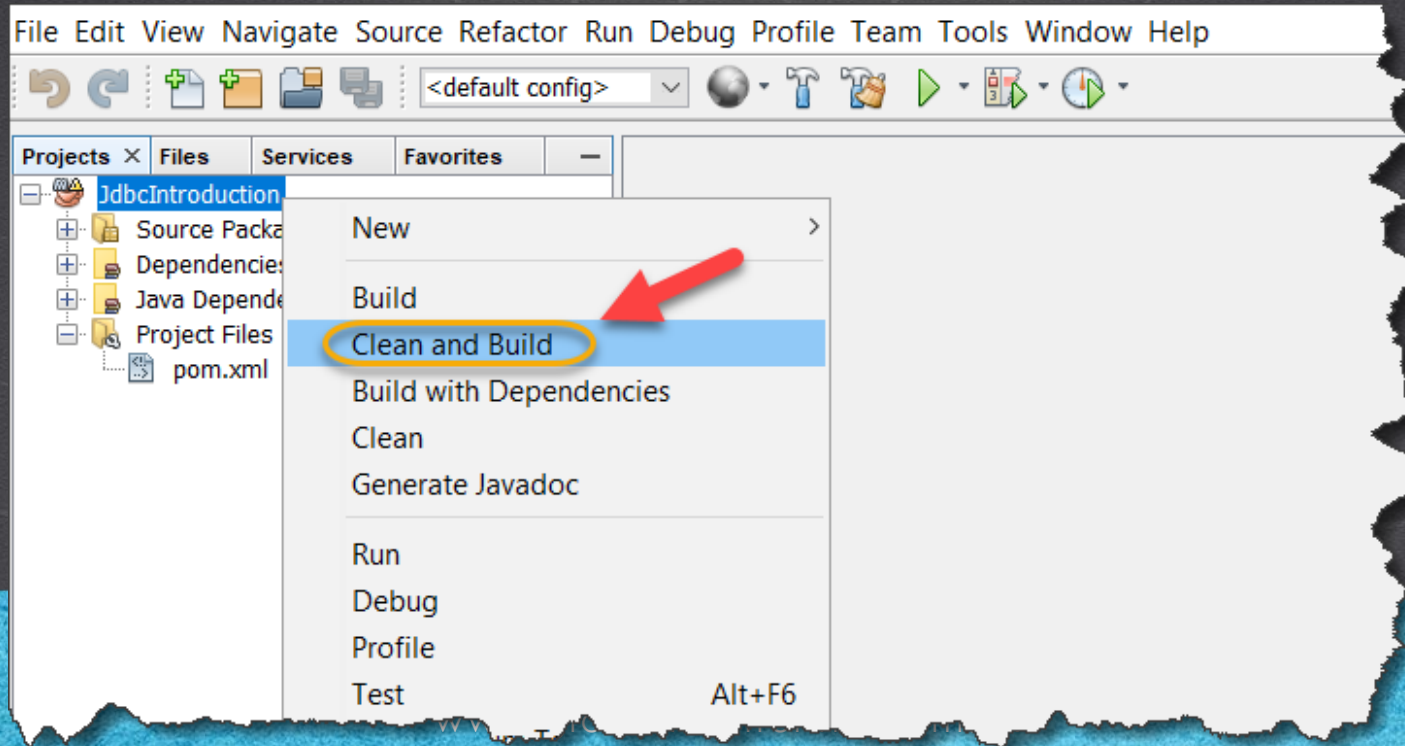 File Edit View Navigate Source Refactor Run Debug Profile Team Tools Window Help
<default config>
Projects Files Services Favorites
JdbcIntroduction
Source Packa
Dependencies
Java Depende
Project Files
pom.xml
New
Build
Clean and Build
Build with Dependencies
Clean
Generate Javadoc
Run
Debug
Profile
Test Alt+F6